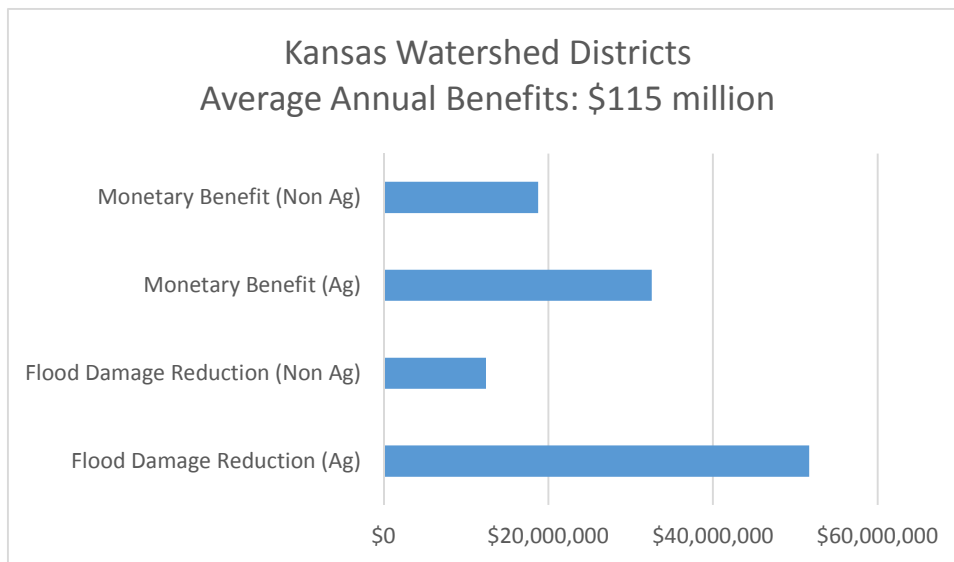 Kansas Watershed Districts
Average Annual Benefits: $115 million
Monetary Benefit (Non Ag)
Monetary Benefit (Ag)
Flood Damage Reduction (Non Ag)
Flood Damage Reduction (Ag)
$0 $20,000,000 $40,000,000 $60,000,000